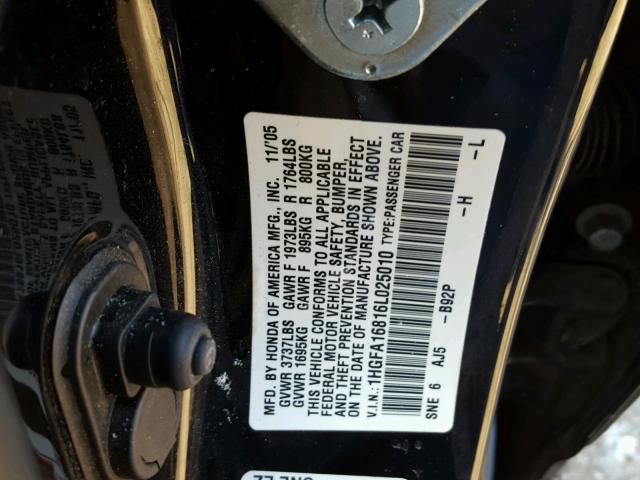 MFD. BY HONDA OF AMERICA MFG., INC. 11/05
GVWR 3737LBS GAWR F 1973LBS R 1764LBS
GVWR 1695KG GAWR F 895KG R 800KG
THIS VEHICLE CONFORMS TO ALL APPLICABLE
FEDERAL MOTOR VEHICLE SAFETY, BUMPER,
AND THEFT PREVENTION STANDARDS IN EFFECT
ON THE DATE OF MANUFACTURE SHOWN ABOVE.
V.I.N.: 1HGFA16816L025010 TYPE:PASSENGER CAR
SNE 6 AJ5 -B92P -H -L